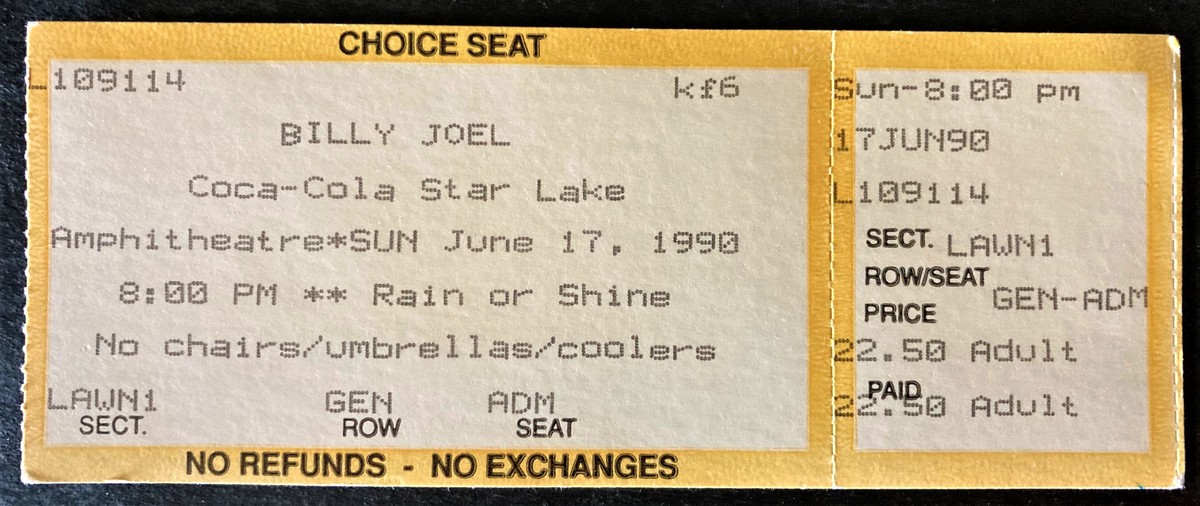 CHOICE SEAT
L109114 kf6
BILLY JOEL
Coca-Cola Star Lake
Amphitheatre*SUN June 17, 1990
8:00 PM ** Rain or Shine
No chairs/umbrellas/coolers
LAWN1 GEN ADM
SECT. ROW SEAT
NO REFUNDS - NO EXCHANGES
Sun-8:00 pm
17JUN90
L109114
SECT. LAWN1
ROW/SEAT
GEN-ADM
PRICE
22.50 Adult
PAID
22.50 Adult